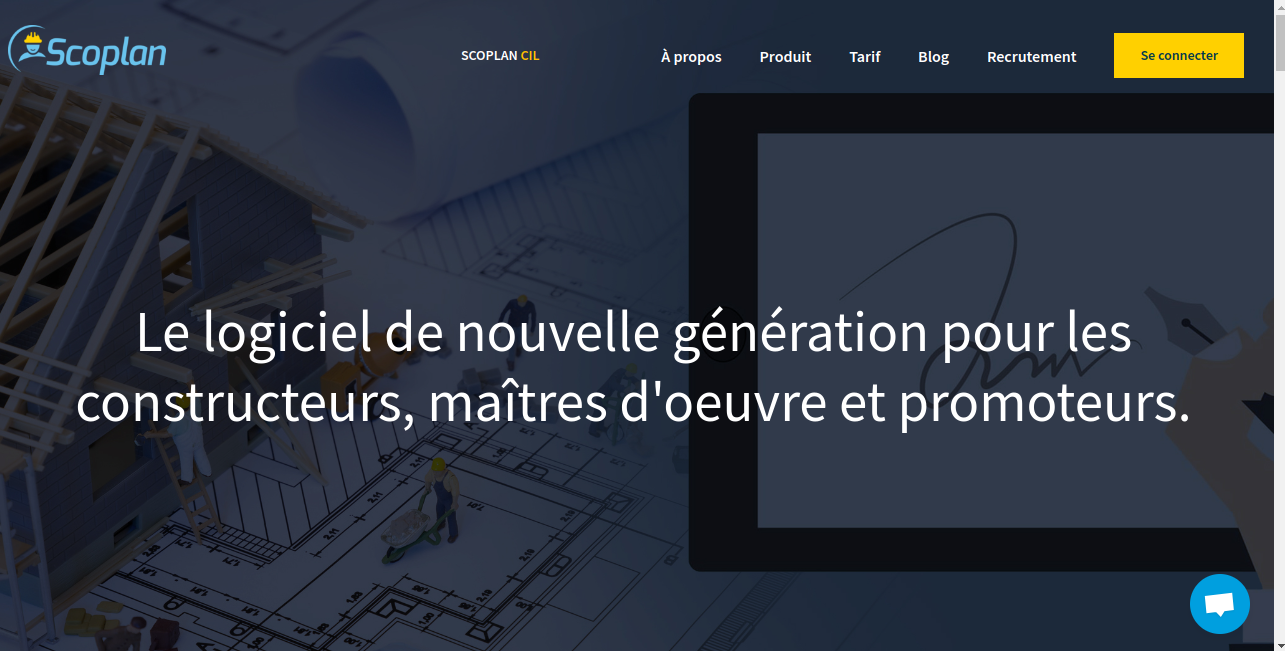 Scoplan
SCOPLAN CIL
À propos
Produit
Tarif
Blog
Recrutement
Se connecter
Le logiciel de nouvelle génération pour les
constructeurs, maîtres d'oeuvre et promoteurs.